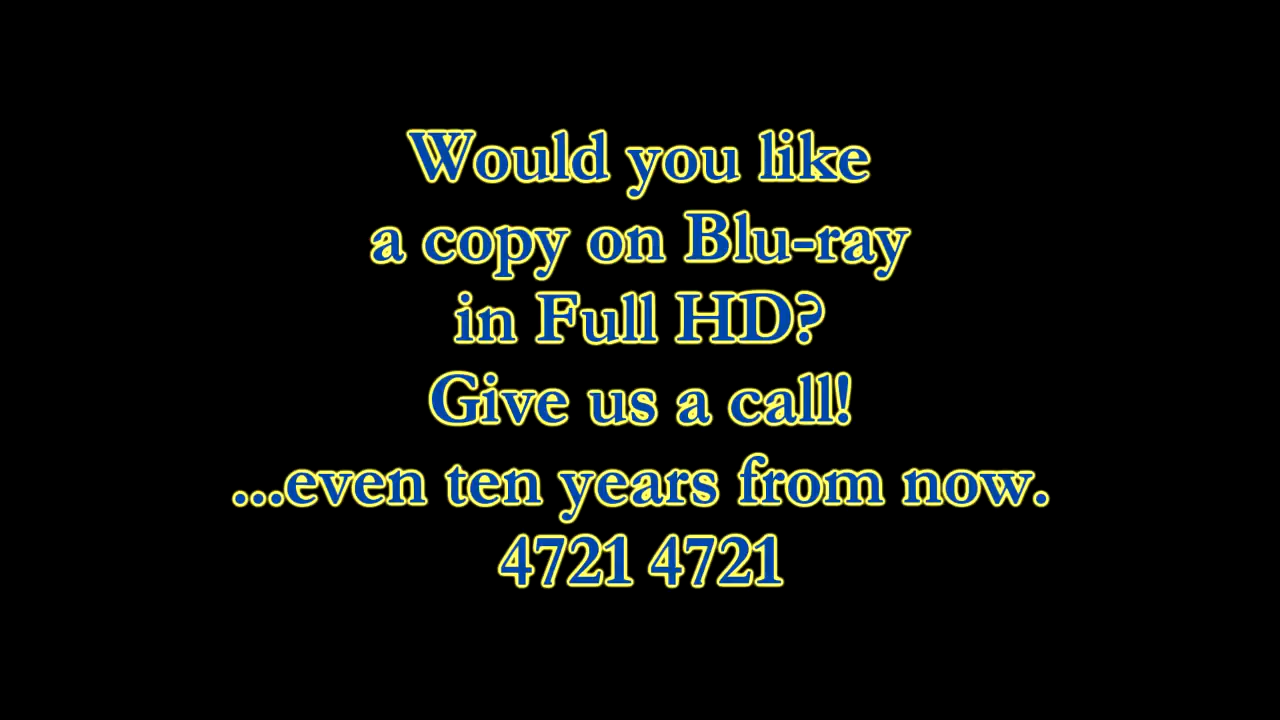 Would you like
a copy on Blu-ray
in Full HD?
Give us a call!
...even ten years from now.
4721 4721